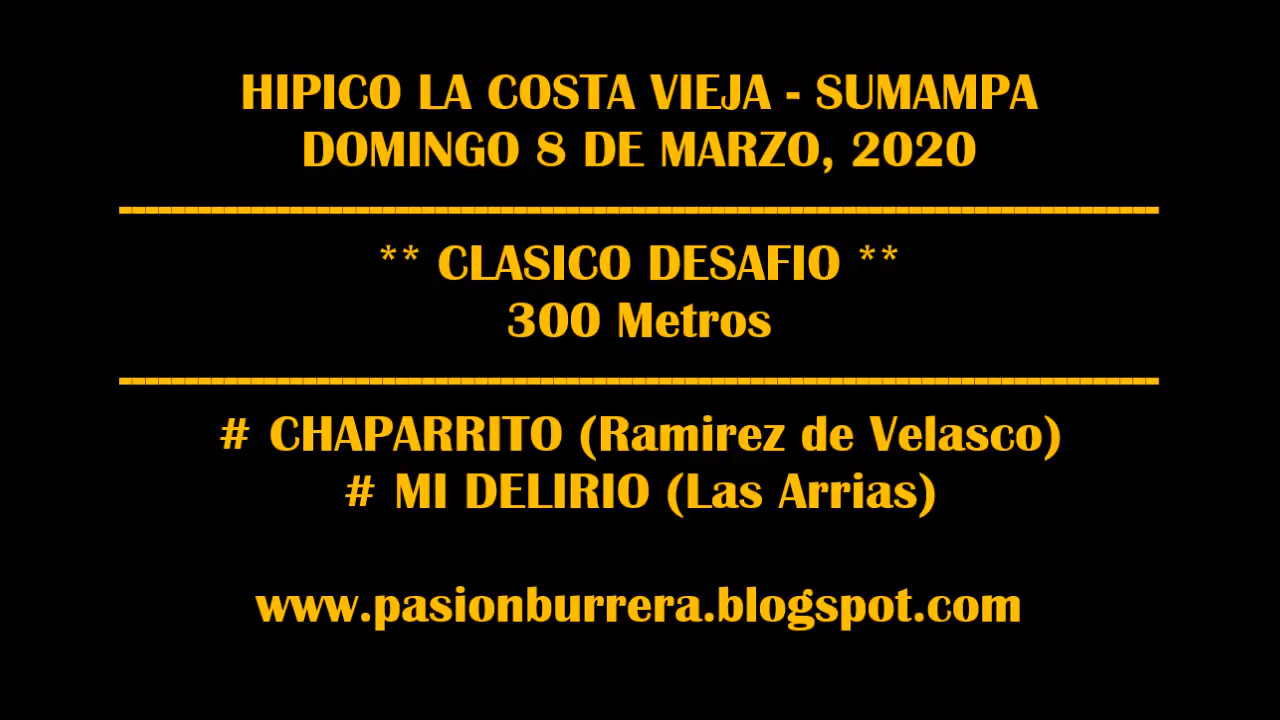 HIPICO LA COSTA VIEJA - SUMAMPA
DOMINGO 8 DE MARZO, 2020
--------------------------------------------------------------------------------
** CLASICO DESAFIO **
300 Metros
--------------------------------------------------------------------------------
# CHAPARRITO (Ramirez de Velasco)
# MI DELIRIO (Las Arrias)
www.pasionburrera.blogspot.com